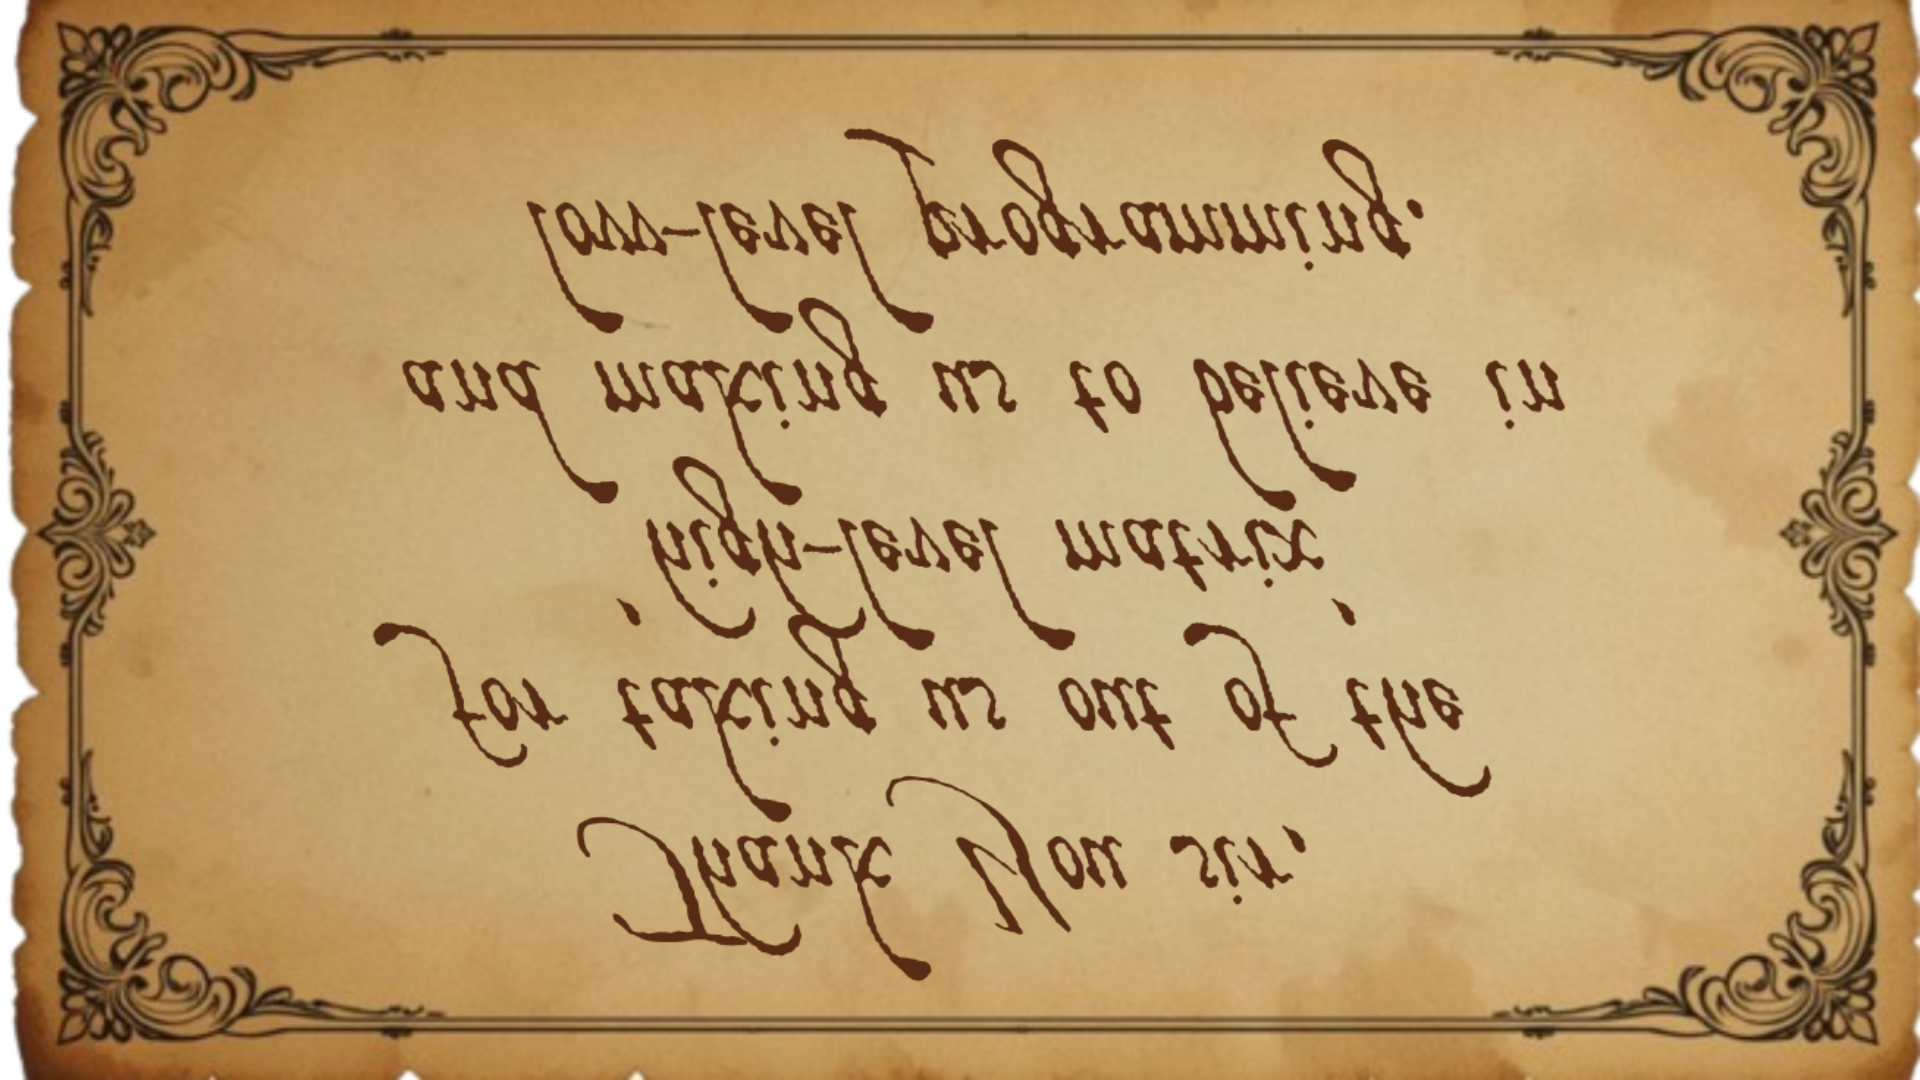 Thank You sir,
for taking us out of the
'high-level matrix'
and making us to believe in
low-level Programming.